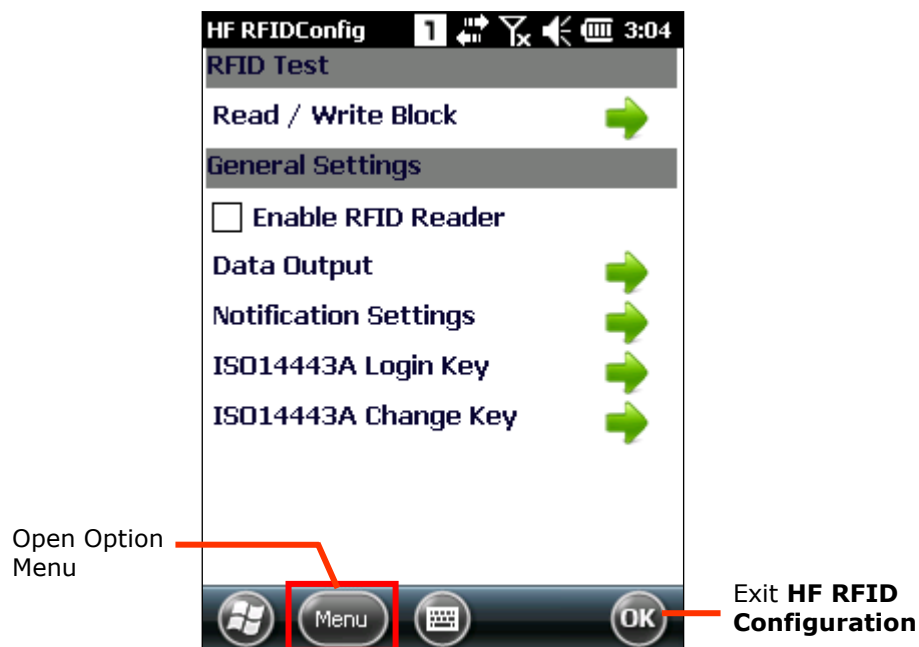 HF RFIDConfig 1 3:04
RFID Test
Read / Write Block
General Settings
Enable RFID Reader
Data Output
Notification Settings
ISO14443A Login Key
ISO14443A Change Key
Open Option
Menu
Menu
OK
Exit HF RFID
Configuration